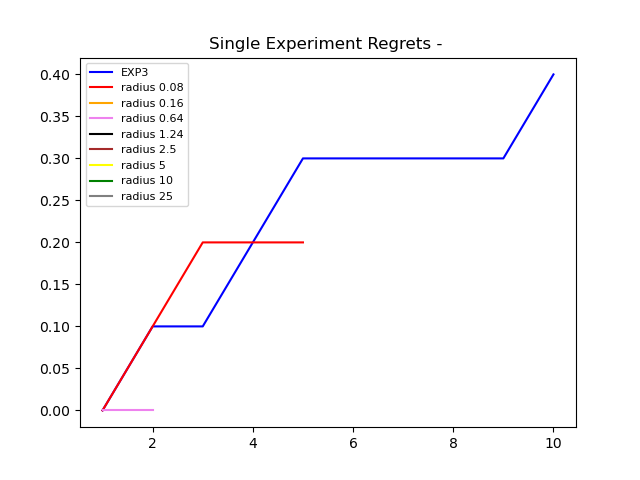 Single Experiment Regrets -
0.40
0.35
0.30
0.25
0.20
0.15
0.10
0.05
0.00
EXP3
radius 0.08
radius 0.16
radius 0.64
radius 1.24
radius 2.5
radius 5
radius 10
radius 25
2
4
6
8
10